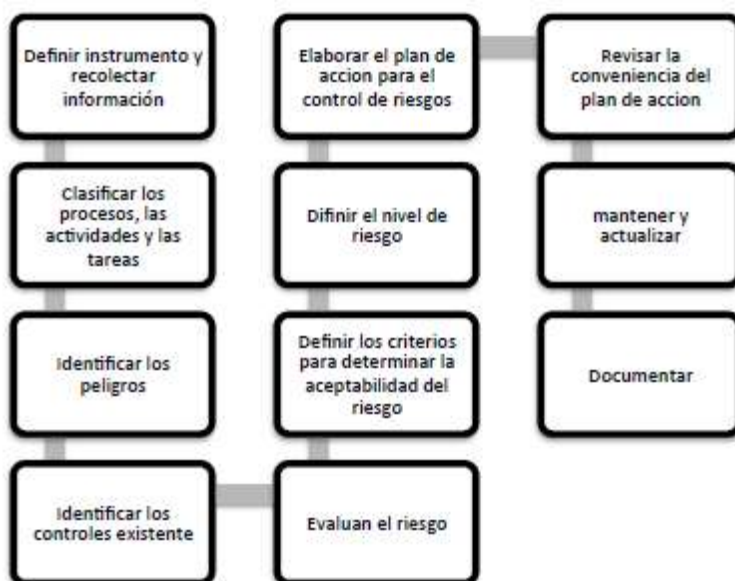 Definir instrumento y
recolectar
información
Clasificar los
procesos, las
actividades y las
tareas
Identificar los
peligros
Identificar los
controles existente
Evaluan el riesgo
Definir los criterios
para determinar la
aceptabilidad del
riesgo
Difinir el nivel de
riesgo
Elaborar el plan de
accion para el
control de riesgos
Revisar la
conveniencia del
plan de accion
mantener y
actualizar
Documentar